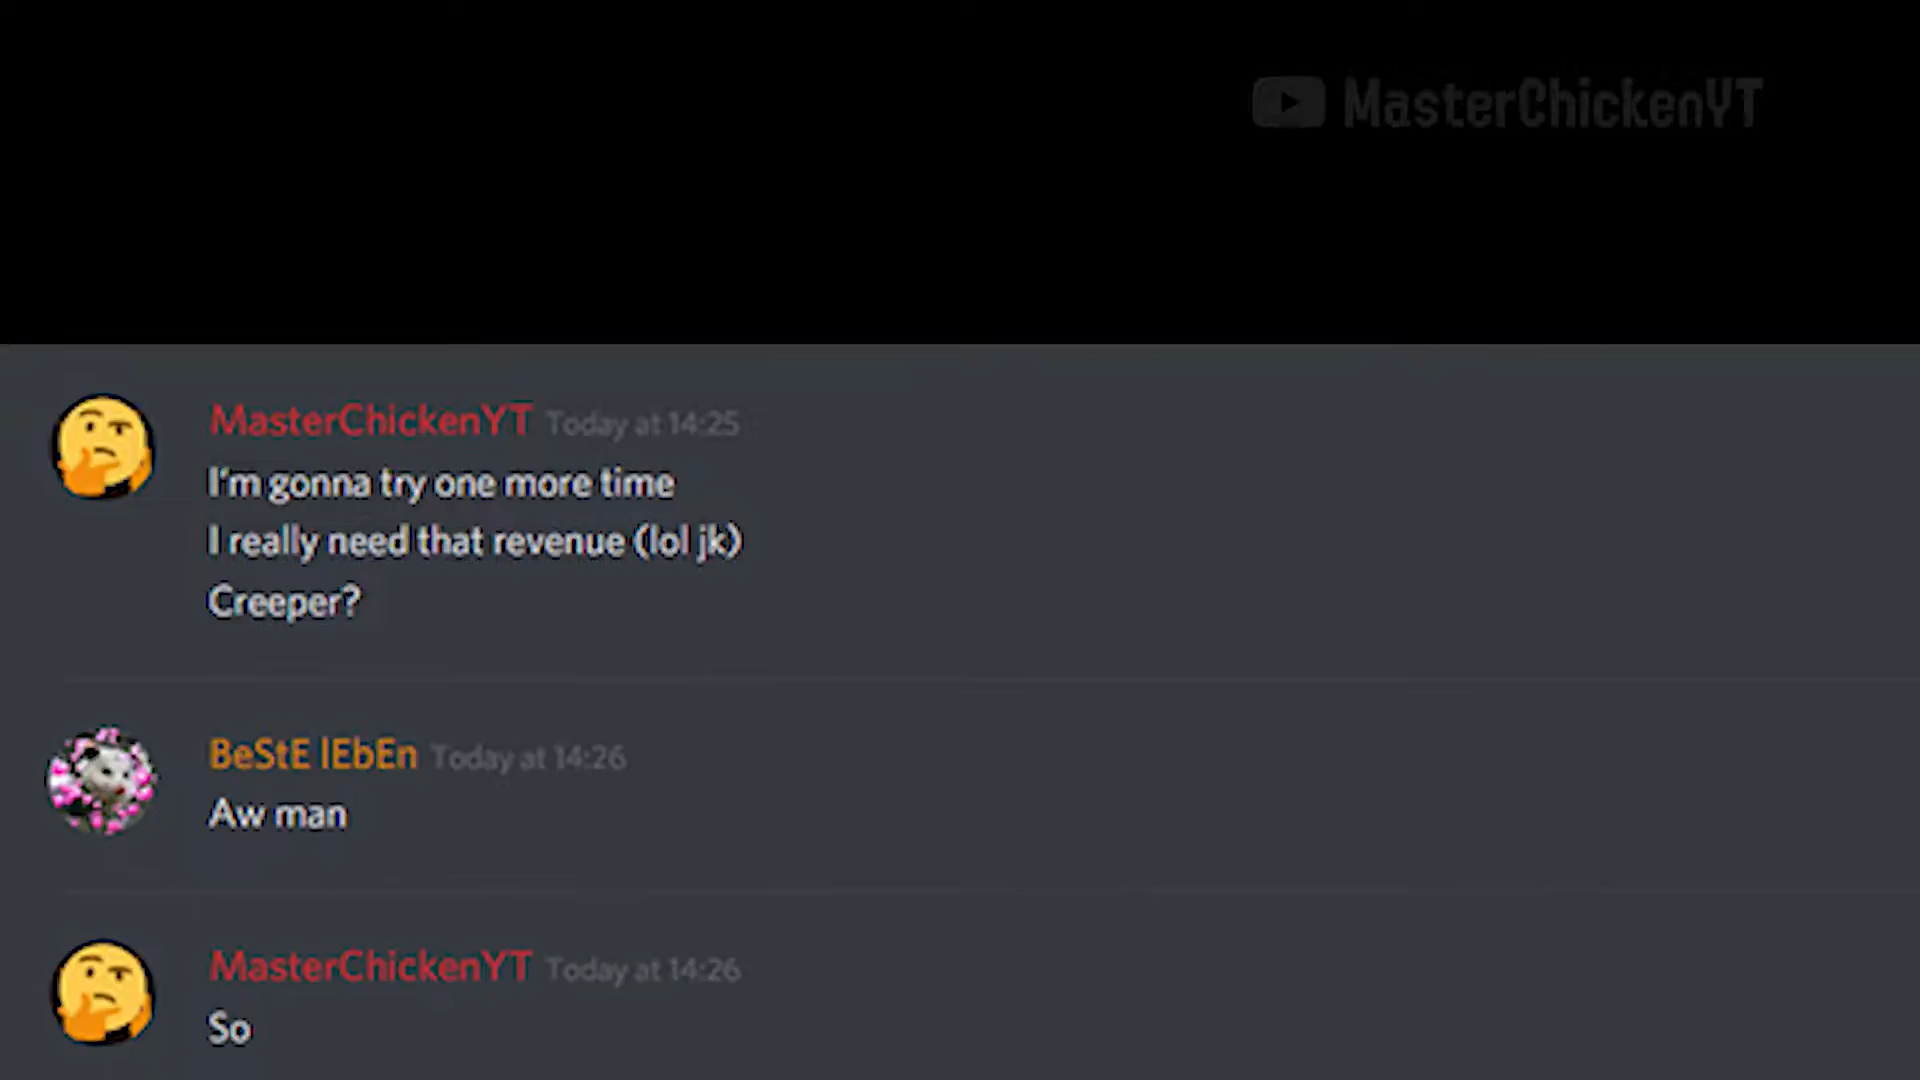 MasterChickenYT
MasterChickenYT Today at 14:25
I'm gonna try one more time
I really need that revenue (lol jk)
Creeper?
BeStE lEbEn Today at 14:26
Aw man
MasterChickenYT Today at 14:26
So